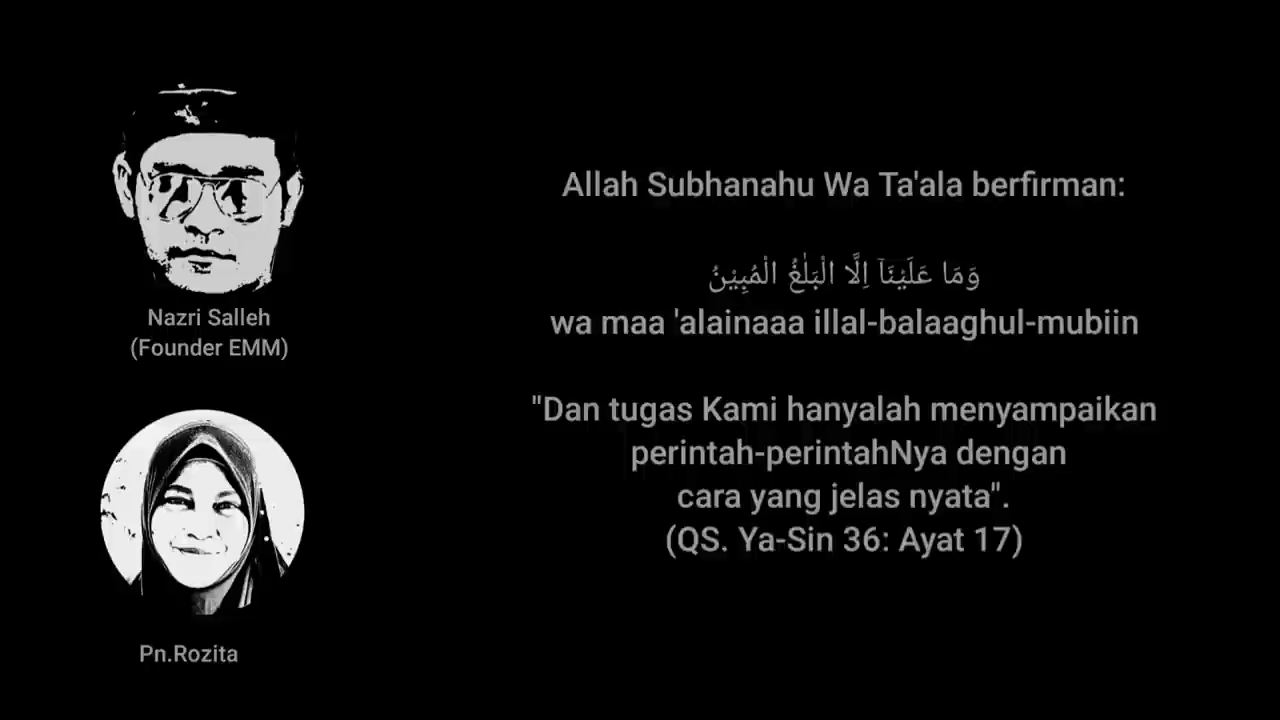 Nazri Salleh
(Founder EMM)
Pn.Rozita
Allah Subhanahu Wa Ta'ala berfirman:
وَمَا عَلَيْنَاۤ اِلَّا الْبَلٰغُ الْمُبِيْنُ
wa maa 'alainaaa illal-balaaghul-mubiin
"Dan tugas Kami hanyalah menyampaikan
perintah-perintahNya dengan
cara yang jelas nyata".
(QS. Ya-Sin 36: Ayat 17)